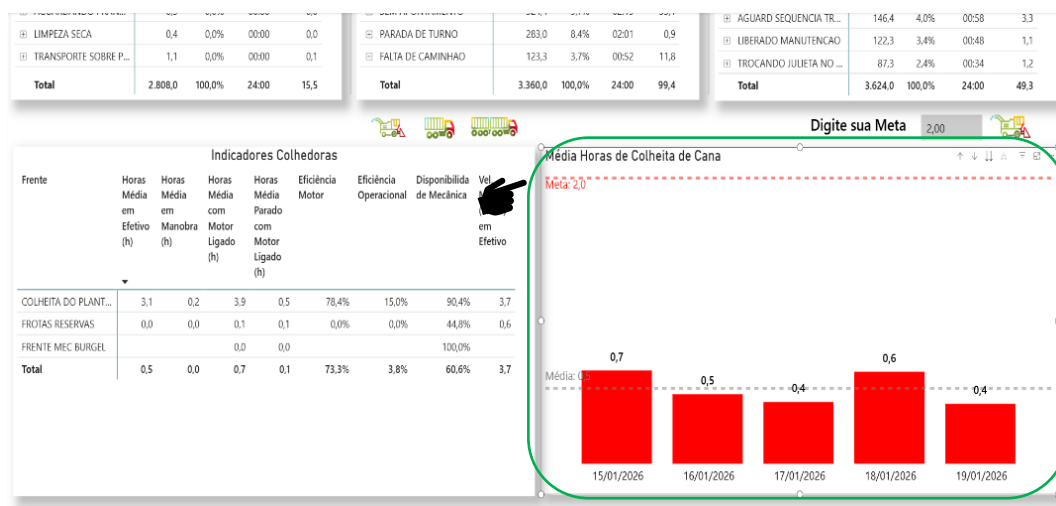 LIMPEZA SECA 0,4 0,0% 00:00 0,0
TRANSPORTE SOBRE P... 1,1 0,0% 00:00 0,1
Total 2.808,0 100,0% 24:00 15,5
PARADA DE TURNO 283,0 8.4% 02:01 0,9
FALTA DE CAMINHAO 123,3 3,7% 00:52 11,8
Total 3.360,0 100,0% 24:00 99,4
AGUARD SEQUENCIA TR... 146,4 4,0% 00:58 3,3
LIBERADO MANUTENCAO 122,3 3,4% 00:48 1,1
TROCANDO JULIETA NO ... 87,3 2,4% 00:34 1,2
Total 3.624,0 100,0% 24:00 49,3
Digite sua Meta 2,00
Indicadores Colhedoras
Frente
Horas Média em Efetivo (h)
Horas Média em Manobra (h)
Horas Média com Motor Ligado (h)
Horas Média Parado com Motor Ligado (h)
Eficiência Motor
Eficiência Operacional
Disponibilida de Mecânica
Vel em Efetivo
COLHEITA DO PLANT... 3,1 0,2 3,9 0,5 78,4% 15,0% 90,4% 3,7
FROTAS RESERVAS 0,0 0,0 0,1 0,1 0,0% 0,0% 44,8% 0,6
FRENTE MEC BURGEL 0,0 0,0 100,0%
Total 0,5 0,0 0,7 0,1 73,3% 3,8% 60,6% 3,7
Média Horas de Colheita de Cana
Meta: 2,0
0,7
0,5
0,4
0,6
0,4
Média: 0,5
15/01/2026 16/01/2026 17/01/2026 18/01/2026 19/01/2026